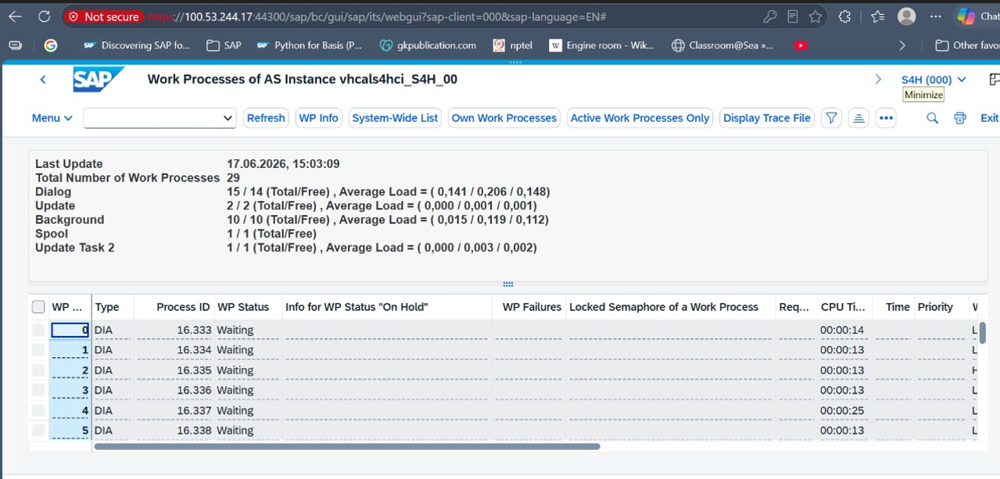 Not secure https://100.53.244.17:44300/sap/bc/gui/sap/its/webgui?sap-client=000&sap-language=EN# Chat
SAP Discovering SAP fo... SAP SAP Python for Basis (P... gkpublication.com nptel W Engine room - Wik... Classroom@Sea »... Other favo
SAP Work Processes of AS Instance vhcals4hci_S4H_00 S4H (000)
Minimize
Menu Refresh WP Info System-Wide List Own Work Processes Active Work Processes Only Display Trace File Exit
Last Update 17.06.2026, 15:03:09
Total Number of Work Processes 29
Dialog 15 / 14 (Total/Free) , Average Load = ( 0,141 / 0,206 / 0,148)
Update 2 / 2 (Total/Free) , Average Load = ( 0,000 / 0,001 / 0,001)
Background 10 / 10 (Total/Free) , Average Load = ( 0,015 / 0,119 / 0,112)
Spool 1 / 1 (Total/Free)
Update Task 2 1 / 1 (Total/Free) , Average Load = ( 0,000 / 0,003 / 0,002)
WP ... Type Process ID WP Status Info for WP Status "On Hold" WP Failures Locked Semaphore of a Work Process Req... CPU Ti... Time Priority
0 DIA 16.333 Waiting 00:00:14
1 DIA 16.334 Waiting 00:00:13
2 DIA 16.335 Waiting 00:00:13
3 DIA 16.336 Waiting 00:00:13
4 DIA 16.337 Waiting 00:00:25
5 DIA 16.338 Waiting 00:00:13